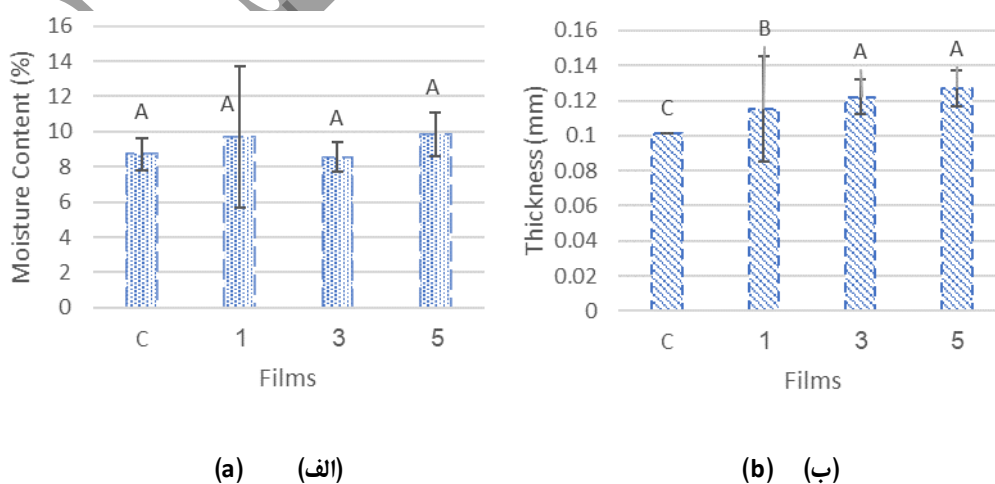 16
14
12
10
8
6
4
2
0
Moisture Content (%)
A
A
A
A
C 1 3 5
Films
(a) (الف)
0.16
0.14
0.12
0.1
0.08
0.06
0.04
0.02
0
Thickness (mm)
C
B
A
A
C 1 3 5
Films
(b) (ب)